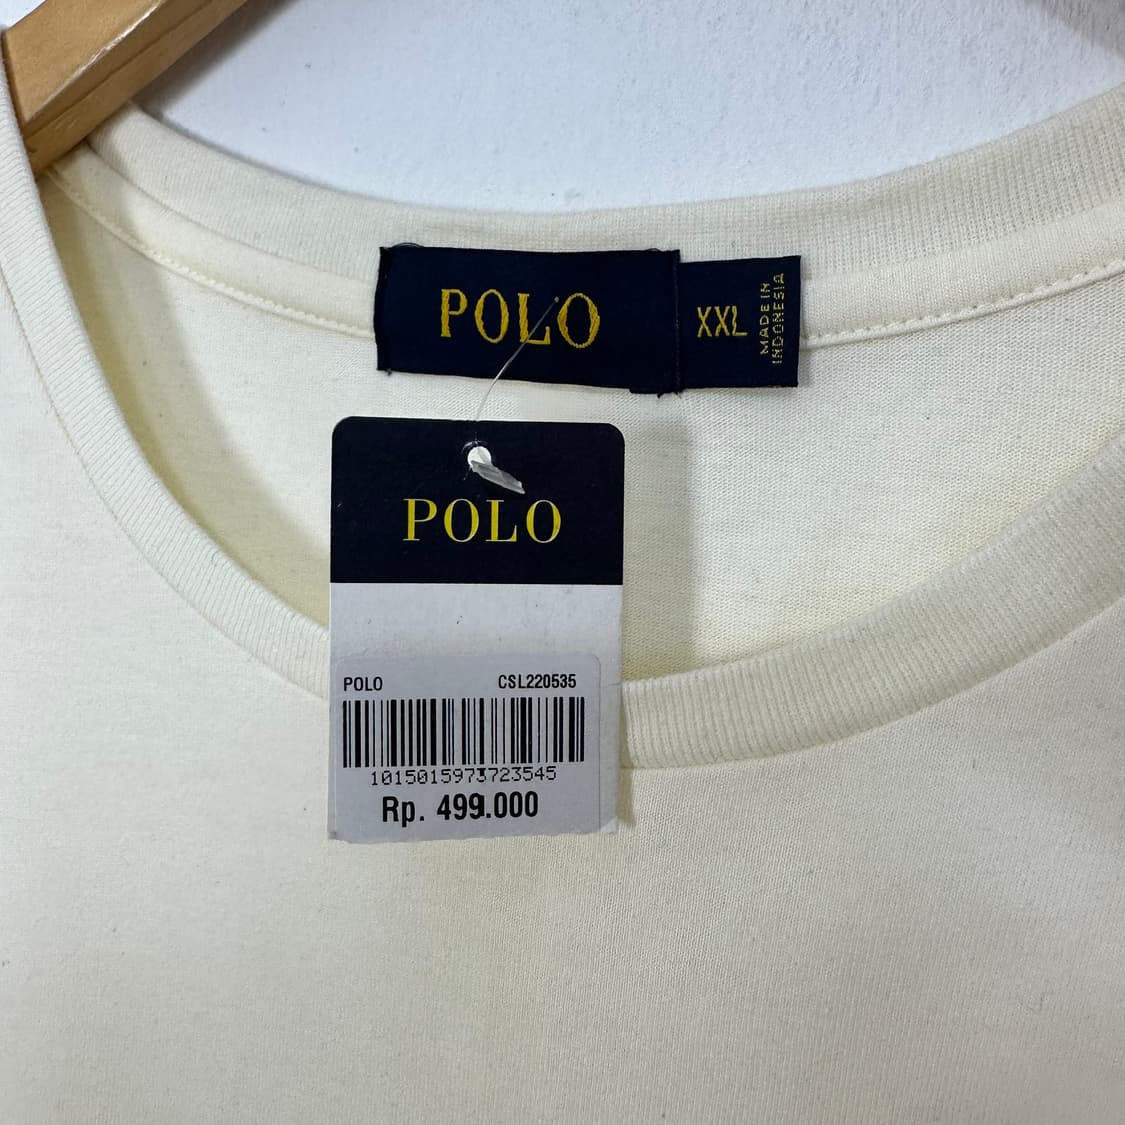 POLO
XXL
MADE IN
INDONESIA
POLO
POLO CSL220535
1015015973723545
Rp. 499.000